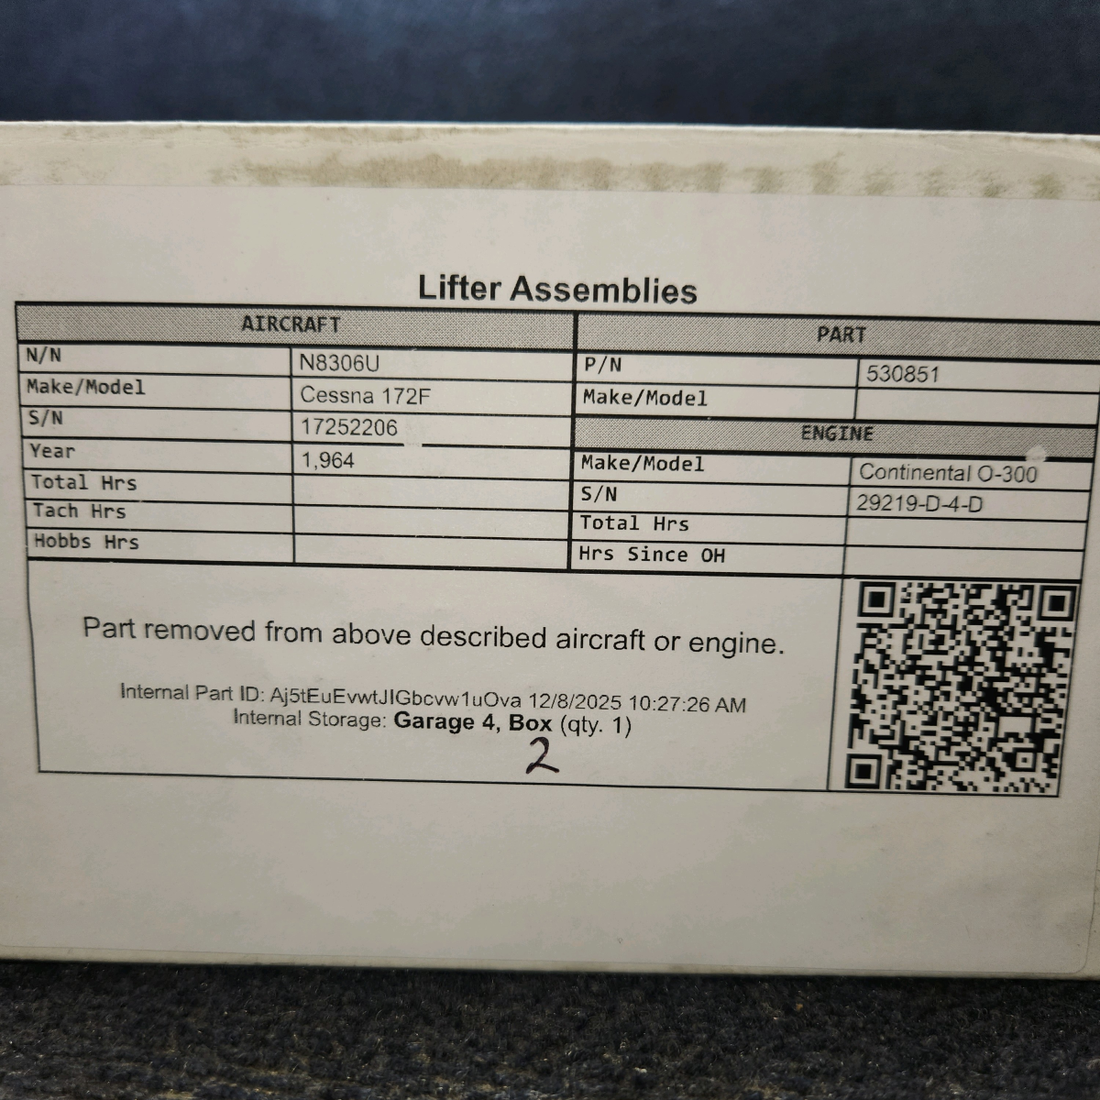 Lifter Assemblies
AIRCRAFT
N/N N8306U
Make/Model Cessna 172F
S/N 17252206
Year 1,964
Total Hrs
Tach Hrs
Hobbs Hrs
PART
P/N 530851
Make/Model
ENGINE
Make/Model Continental O-300
S/N 29219-D-4-D
Total Hrs
Hrs Since OH
Part removed from above described aircraft or engine.
Internal Part ID: Aj5tEuEvwtJIGbcvw1uOva 12/8/2025 10:27:26 AM
Internal Storage: Garage 4, Box (qty. 1)
2